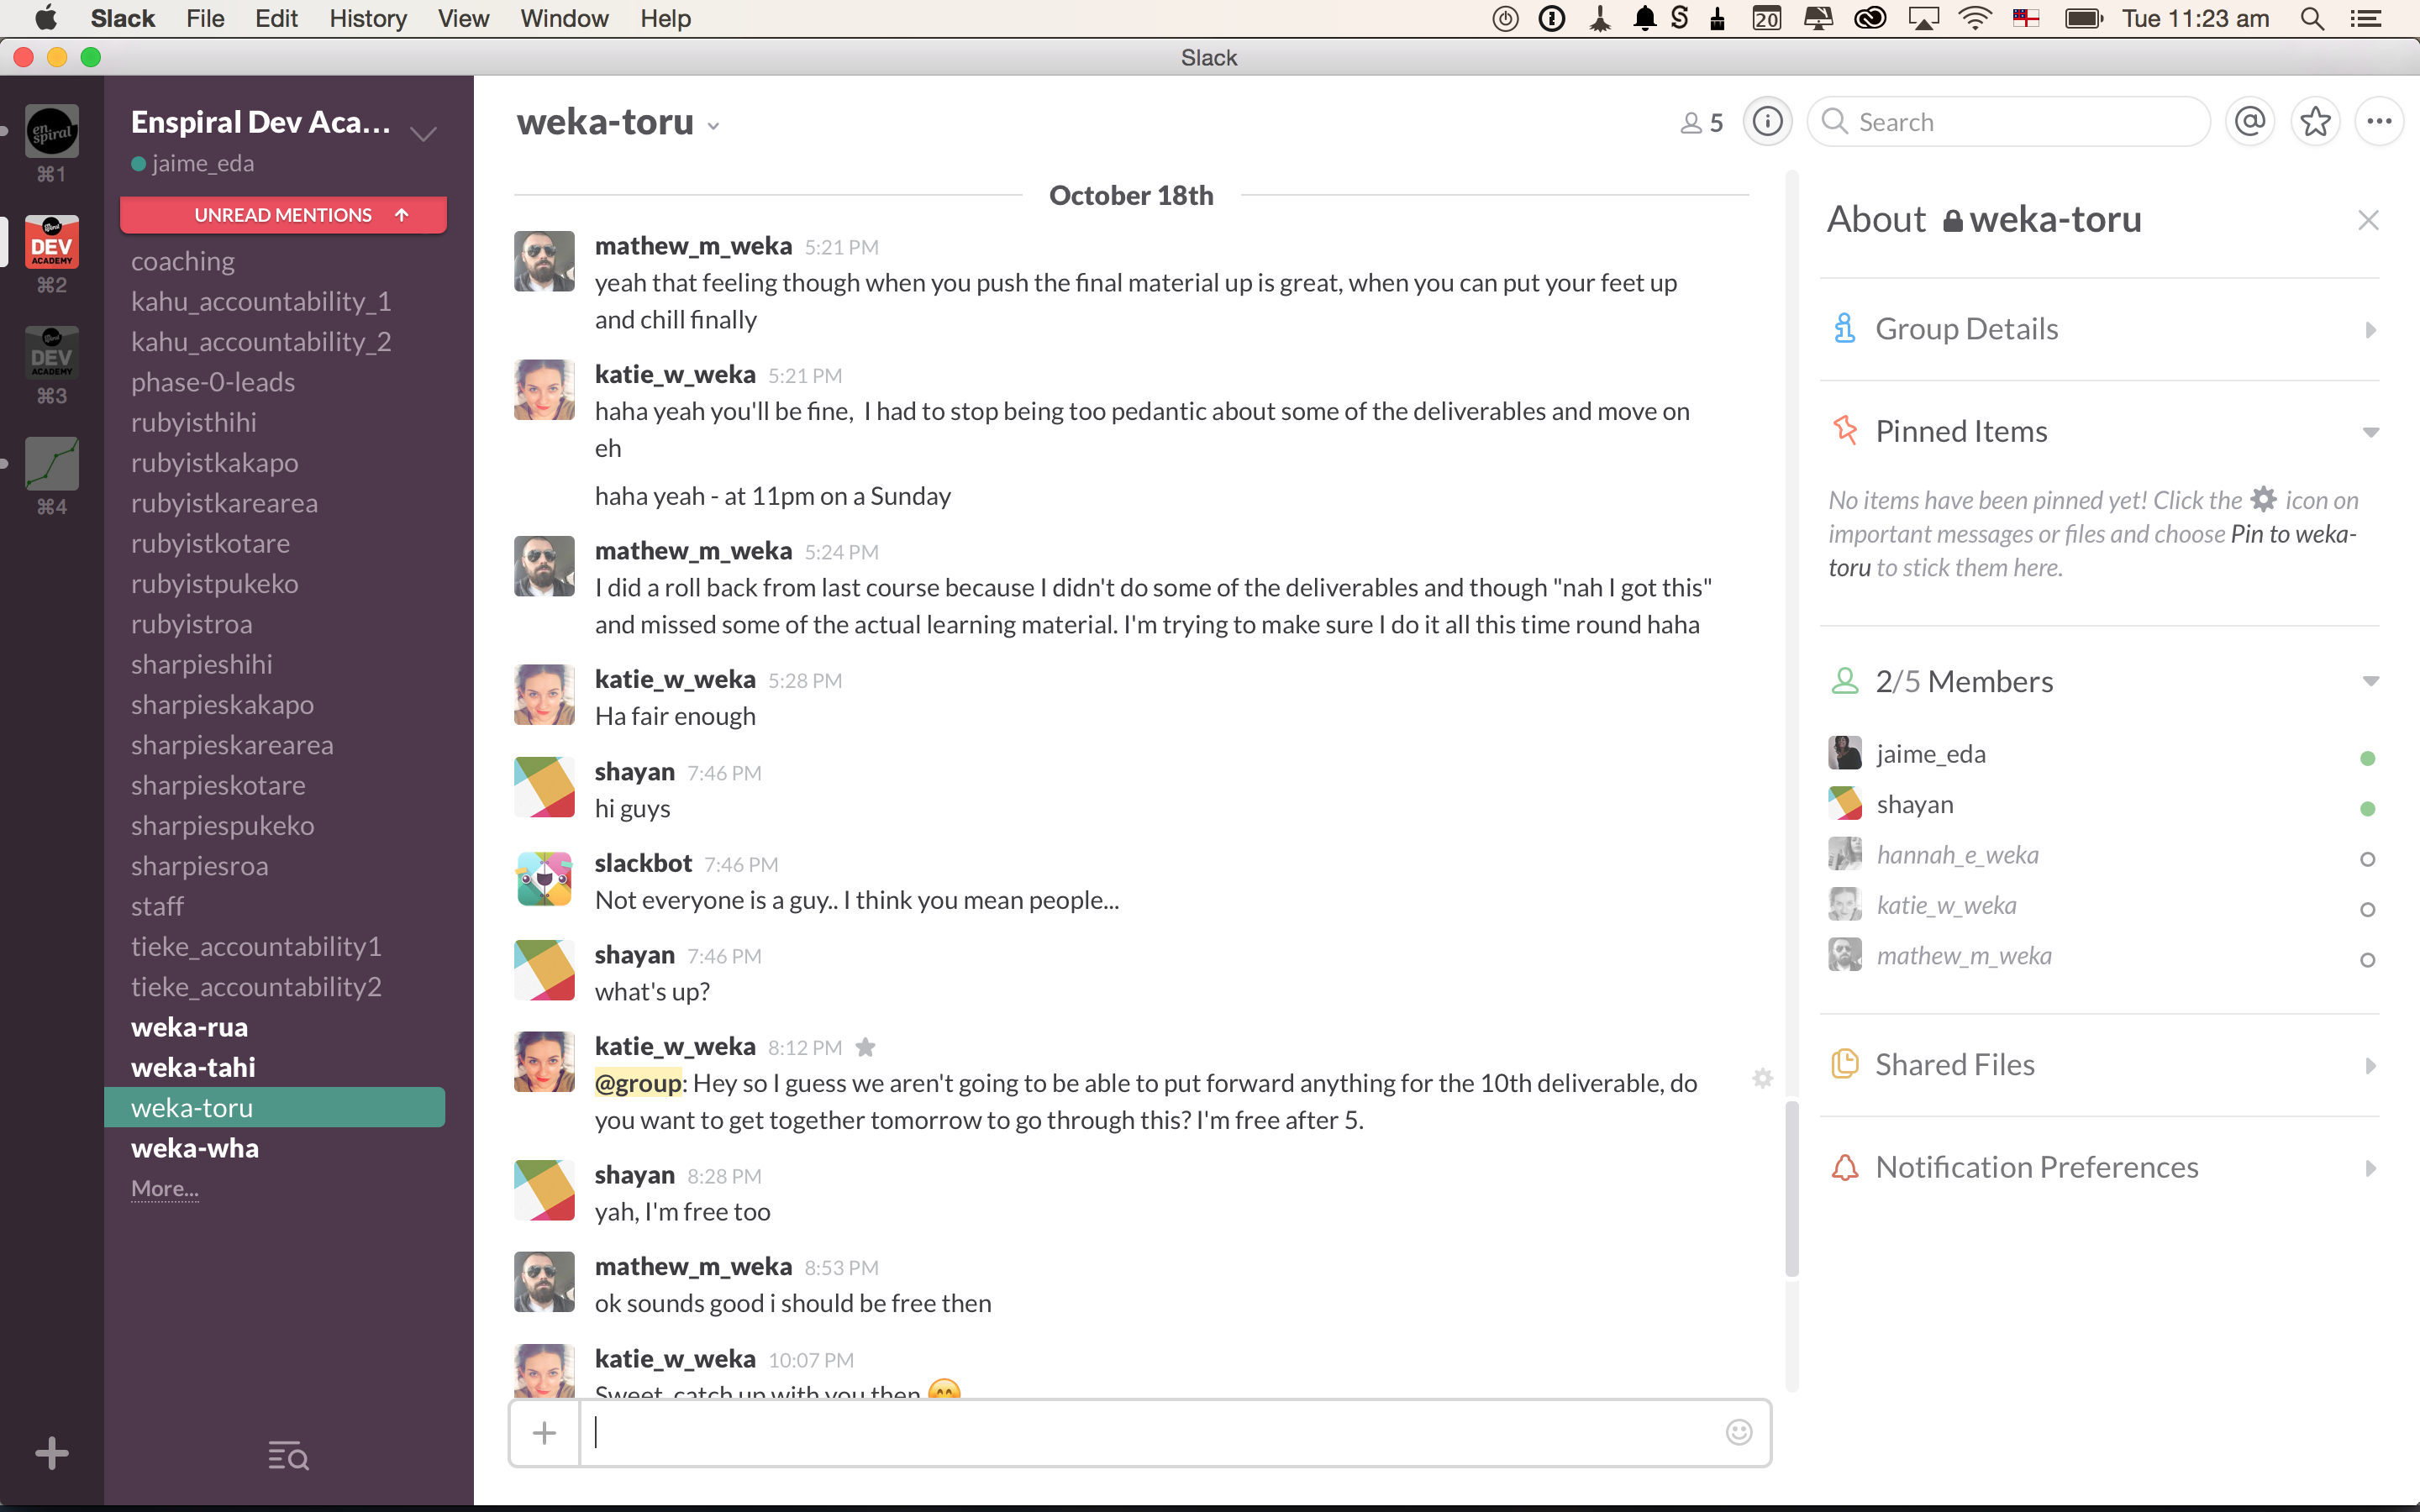 Slack File Edit History View Window Help
20 Tue 11:23 am
Slack
en spiral
⌘1
DEV
ACADEMY
⌘2
DEV
ACADEMY
⌘3
⌘4
Enspiral Dev Aca...
jaime_eda
UNREAD MENTIONS ↑
coaching
kahu_accountability_1
kahu_accountability_2
phase-0-leads
rubyisthihi
rubyistkakapo
rubyistkarearea
rubyistkotare
rubyistpukeko
rubyistroa
sharpieshihi
sharpieskakapo
sharpieskarearea
sharpieskotare
sharpiespukeko
sharpiesroa
staff
tieke_accountability1
tieke_accountability2
weka-rua
weka-tahi
weka-toru
weka-wha
More...
weka-toru
5
Search
October 18th
mathew_m_weka 5:21 PM
yeah that feeling though when you push the final material up is great, when you can put your feet up
and chill finally
katie_w_weka 5:21 PM
haha yeah you'll be fine, I had to stop being too pedantic about some of the deliverables and move on
eh
haha yeah - at 11pm on a Sunday
mathew_m_weka 5:24 PM
I did a roll back from last course because I didn't do some of the deliverables and though "nah I got this"
and missed some of the actual learning material. I'm trying to make sure I do it all this time round haha
katie_w_weka 5:28 PM
Ha fair enough
shayan 7:46 PM
hi guys
slackbot 7:46 PM
Not everyone is a guy.. I think you mean people...
shayan 7:46 PM
what's up?
katie_w_weka 8:12 PM
@group: Hey so I guess we aren't going to be able to put forward anything for the 10th deliverable, do
you want to get together tomorrow to go through this? I'm free after 5.
shayan 8:28 PM
yah, I'm free too
mathew_m_weka 8:53 PM
ok sounds good i should be free then
katie_w_weka 10:07 PM
Sweet, catch up with you then 😊
About weka-toru
Group Details
Pinned Items
No items have been pinned yet! Click the icon on
important messages or files and choose Pin to weka-
toru to stick them here.
2/5 Members
jaime_eda
shayan
hannah_e_weka
katie_w_weka
mathew_m_weka
Shared Files
Notification Preferences